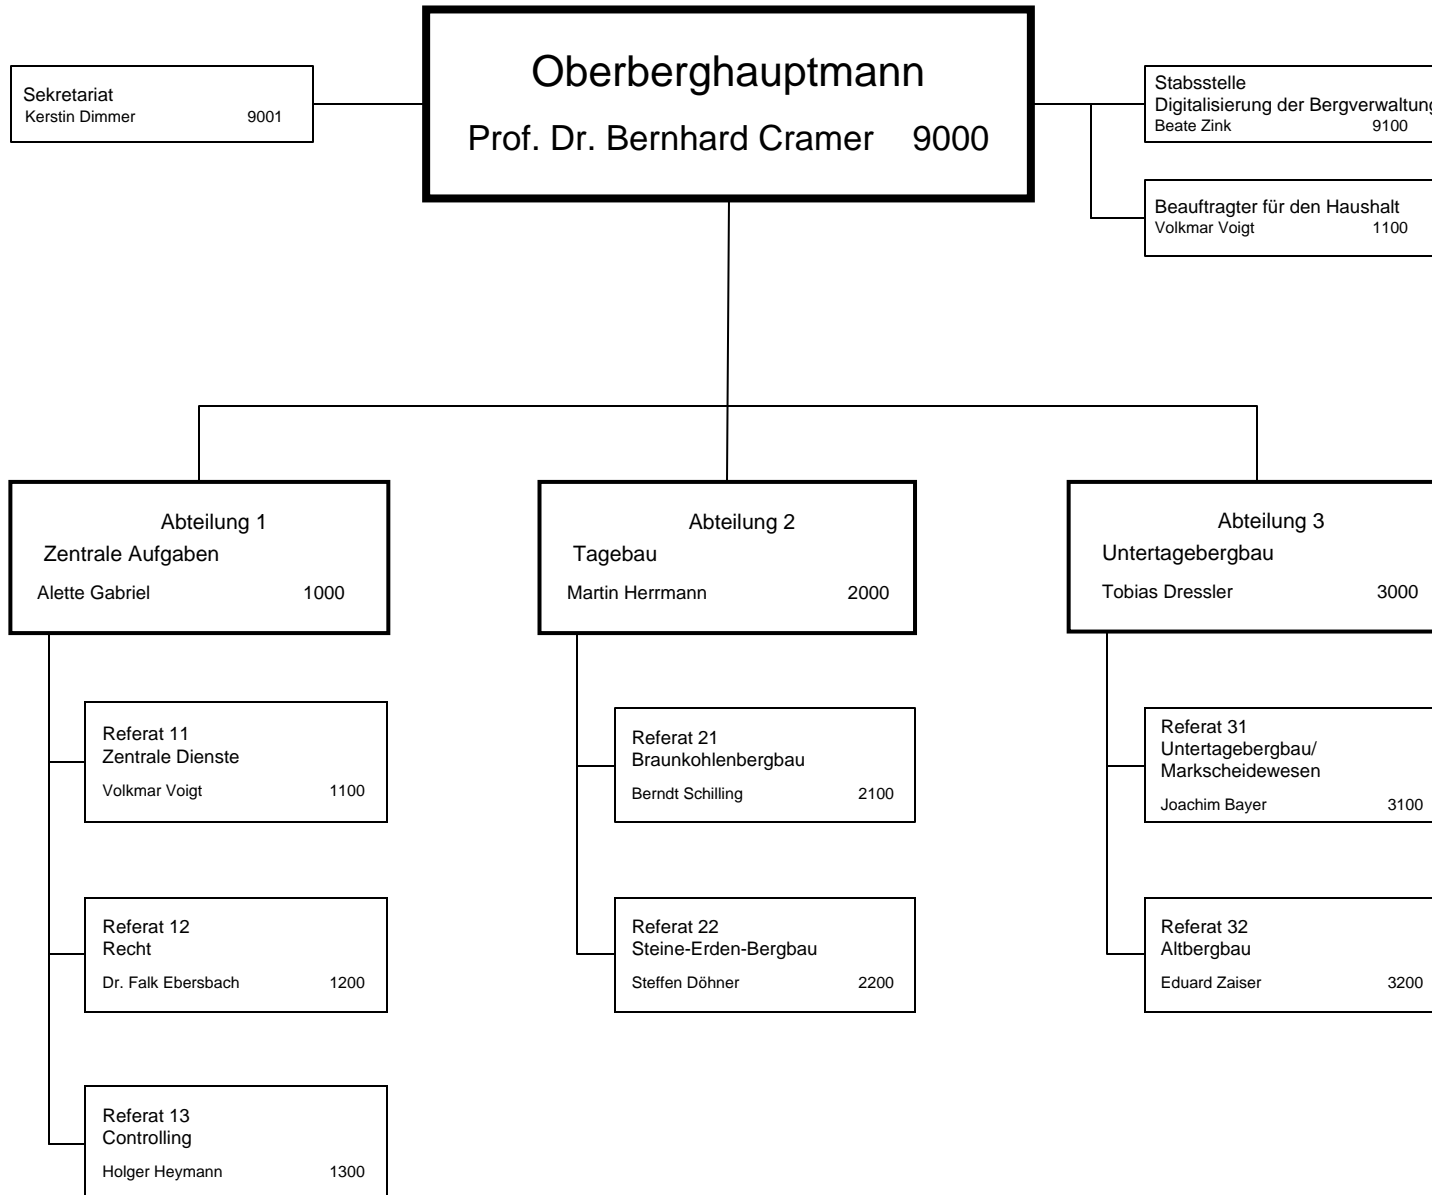 Oberberghauptmann
Prof. Dr. Bernhard Cramer 9000
Sekretariat
Kerstin Dimmer 9001
Stabsstelle
Digitalisierung der Bergverwaltung
Beate Zink 9100
Beauftragter für den Haushalt
Volkmar Voigt 1100
Abteilung 1
Zentrale Aufgaben
Alette Gabriel 1000
Referat 11
Zentrale Dienste
Volkmar Voigt 1100
Referat 12
Recht
Dr. Falk Ebersbach 1200
Referat 13
Controlling
Holger Heymann 1300
Abteilung 2
Tagebau
Martin Herrmann 2000
Referat 21
Braunkohlenbergbau
Berndt Schilling 2100
Referat 22
Steine-Erden-Bergbau
Steffen Döhner 2200
Abteilung 3
Untertagebergbau
Tobias Dressler 3000
Referat 31
Untertagebergbau/
Markscheidewesen
Joachim Bayer 3100
Referat 32
Altbergbau
Eduard Zaiser 3200